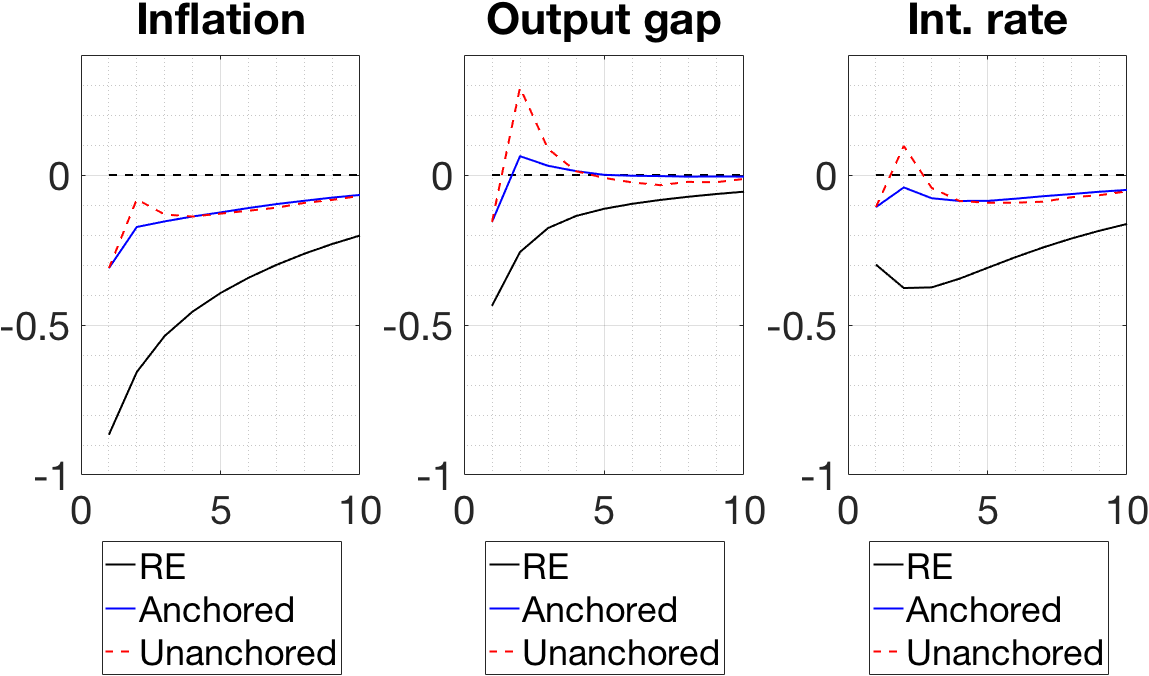 Inflation
0
-0.5
-1
0 5 10
RE
Anchored
Unanchored
Output gap
0
-0.5
-1
0 5 10
RE
Anchored
Unanchored
Int. rate
0
-0.5
-1
0 5 10
RE
Anchored
Unanchored